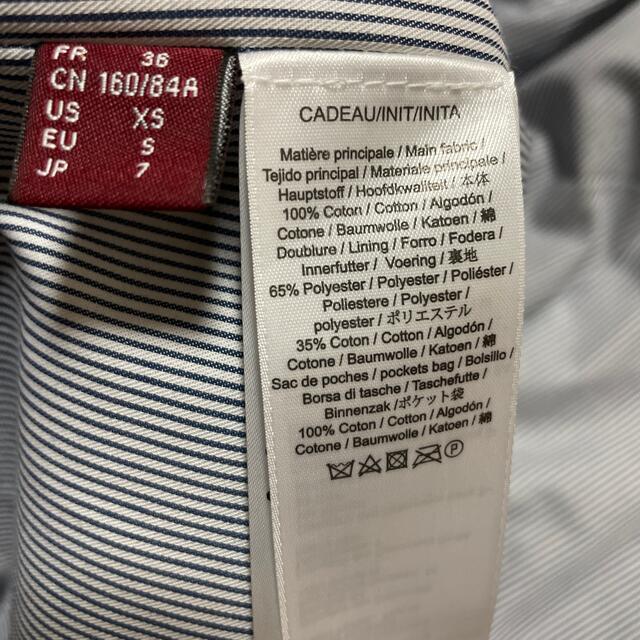 FR 36
CN 160/84A
US XS
EU S
JP 7
CADEAU/INIT/INITA
Matière principale / Main fabric /
Tejido principal / Materiale principale /
Hauptstoff / Hoofdkwaliteit / 本体
100% Coton / Cotton / Algodón /
Cotone / Baumwolle / Katoen / 綿
Doublure / Lining / Forro / Fodera /
Innerfutter / Voering / 裏地
65% Polyester / Polyester / Poliéster /
Poliestere / Polyester /
polyester / ポリエステル
35% Coton / Cotton / Algodón /
Cotone / Baumwolle / Katoen / 綿
Sac de poches / pockets bag / Bolsillo /
Borsa di tasche / Taschefutte /
Binnenzak /ポケット袋
100% Coton / Cotton / Algodón /
Cotone / Baumwolle / Katoen / 綿
P